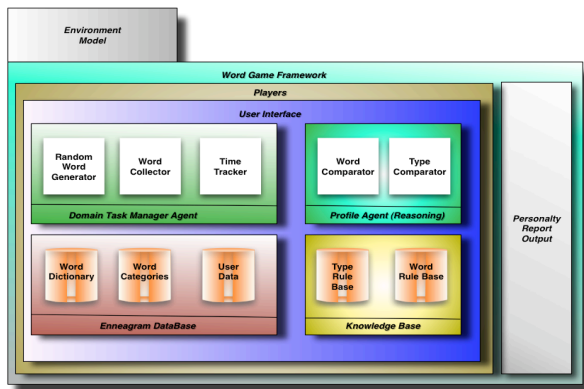 Environment
Model
Word Game Framework
Players
User Interface
Random
Word
Generator
Word
Collector
Time
Tracker
Domain Task Manager Agent
Word
Comparator
Type
Comparator
Profile Agent (Reasoning)
Word
Dictionary
Word
Categories
User
Data
Enneagram DataBase
Type
Rule
Base
Word
Rule Base
Knowledge Base
Personalty
Report
Output